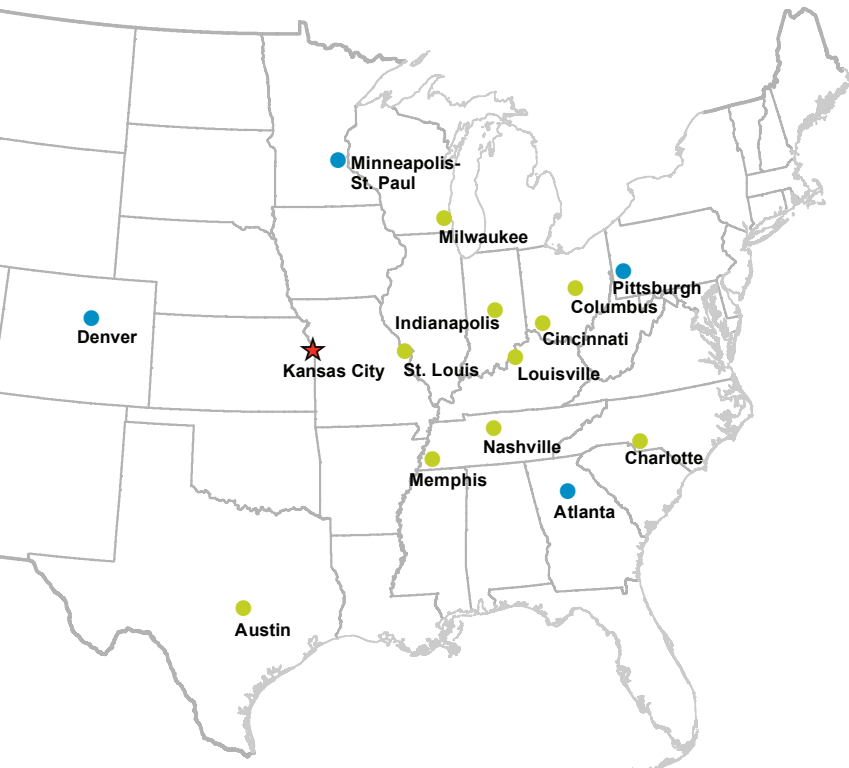 Minneapolis-
St. Paul
Milwaukee
Pittsburgh
Columbus
Indianapolis
Cincinnati
Denver
Kansas City
St. Louis
Louisville
Nashville
Charlotte
Memphis
Atlanta
Austin